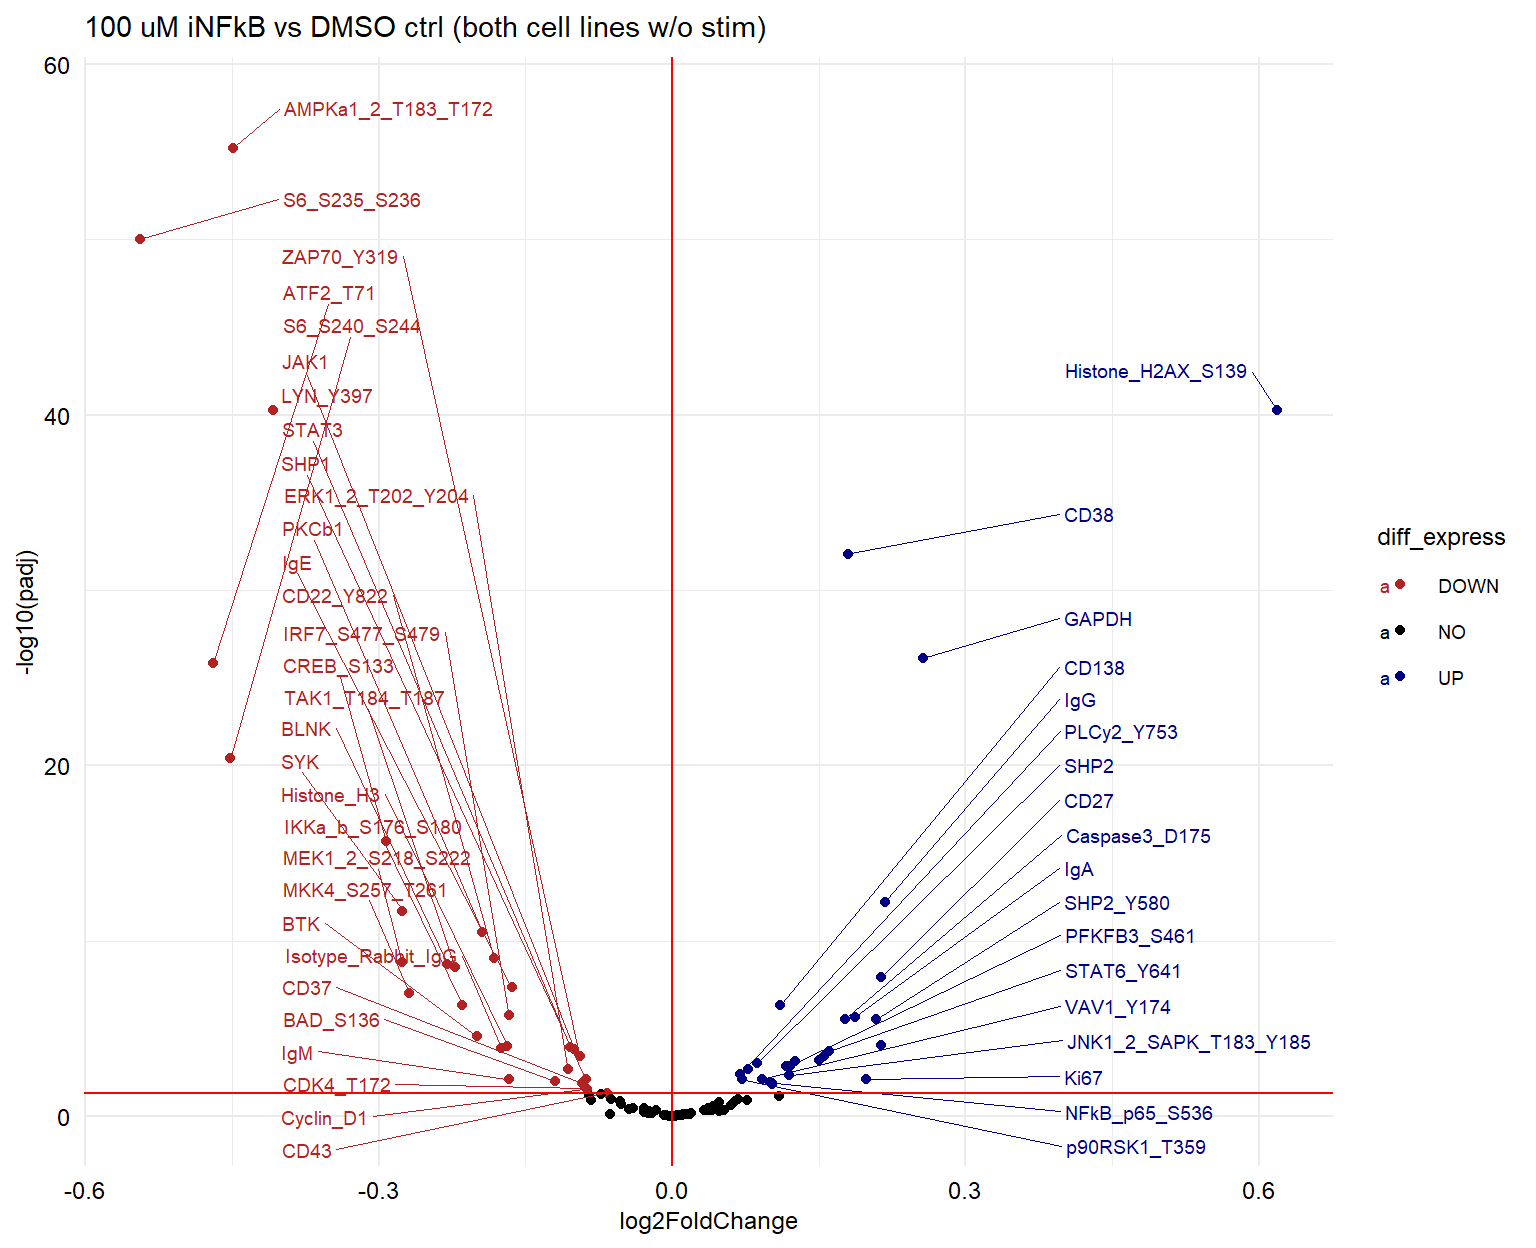 100 uM iNFkB vs DMSO ctrl (both cell lines w/o stim)
60
40
20
0
-log10(padj)
AMPKa1_2_T183_T172
S6_S235_S236
ZAP70_Y319
ATF2_T71
S6_S240_S244
JAK1
LYN_Y397
STAT3
SHP1
ERK1_2_T202_Y204
PKCb1
IgE
CD22_Y822
IRF7_S477_S479
CREB_S133
TAK1_T184_T187
BLNK
SYK
Histone_H3
IKKa_b_S176_S180
MEK1_2_S218_S222
MKK4_S257_T261
BTK
Isotype_Rabbit_IgG
CD37
BAD_S136
IgM
CDK4_T172
Cyclin_D1
CD43
Histone_H2AX_S139
CD38
GAPDH
CD138
IgG
PLCy2_Y753
SHP2
CD27
Caspase3_D175
IgA
SHP2_Y580
PFKFB3_S461
STAT6_Y641
VAV1_Y174
JNK1_2_SAPK_T183_Y185
Ki67
NFkB_p65_S536
p90RSK1_T359
-0.6
-0.3
0.0
0.3
0.6
log2FoldChange
diff_express
a DOWN
a NO
a UP